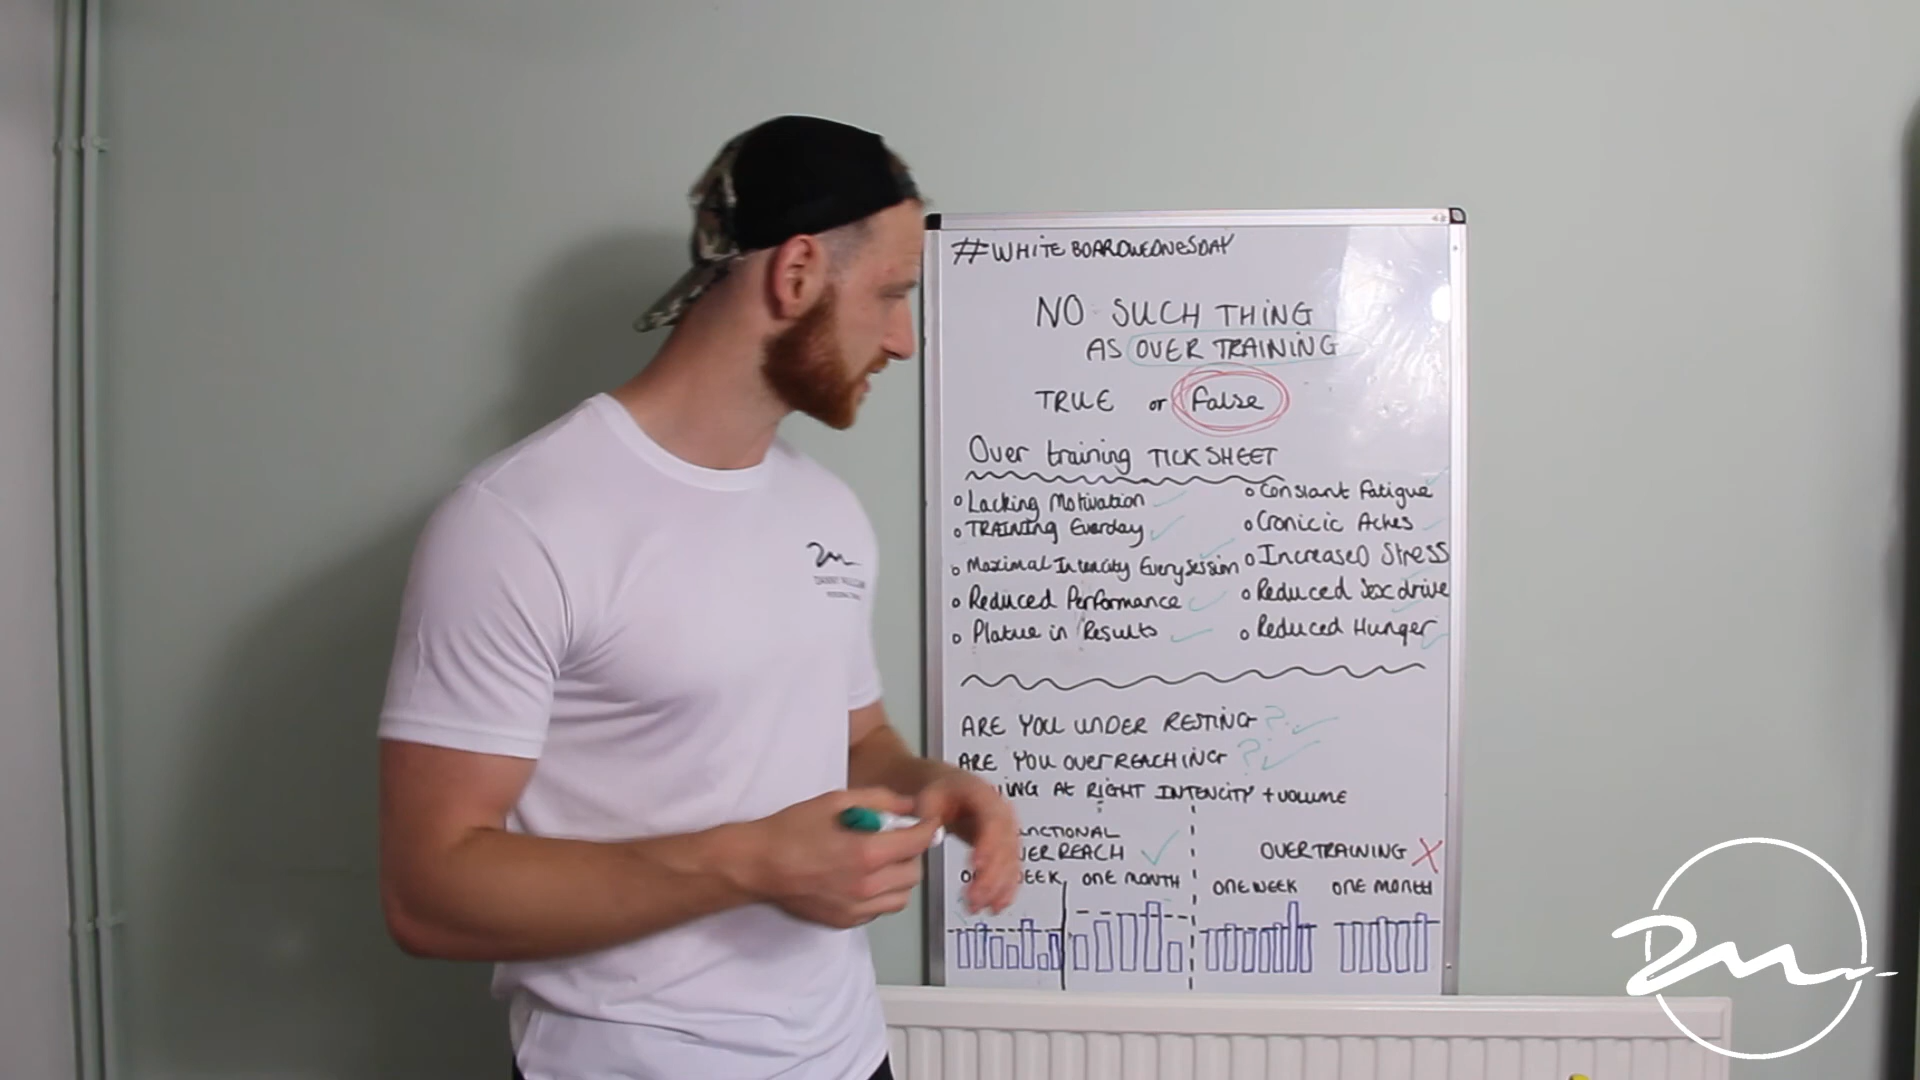 #WHITEBOARDWEDNESDAY
NO SUCH THING
AS OVER TRAINING
TRUE or False
Over training TICK SHEET
o Lacking Motivation
o TRAINING Everday
o Maximal Intencity Every session
o Reduced Performance
o Platue in Results
o Constant Fatigue
o Cronicic Aches
o Increased Stress
o Reduced Sex drive
o Reduced Hunger
ARE YOU UNDER RESTING ?
ARE YOU OVER REACHING ?
AT RIGHT INTENCITY + VOLUME
OVERTRAINING X
REACH
ONE MONTH
ONE WEEK ONE MONTH